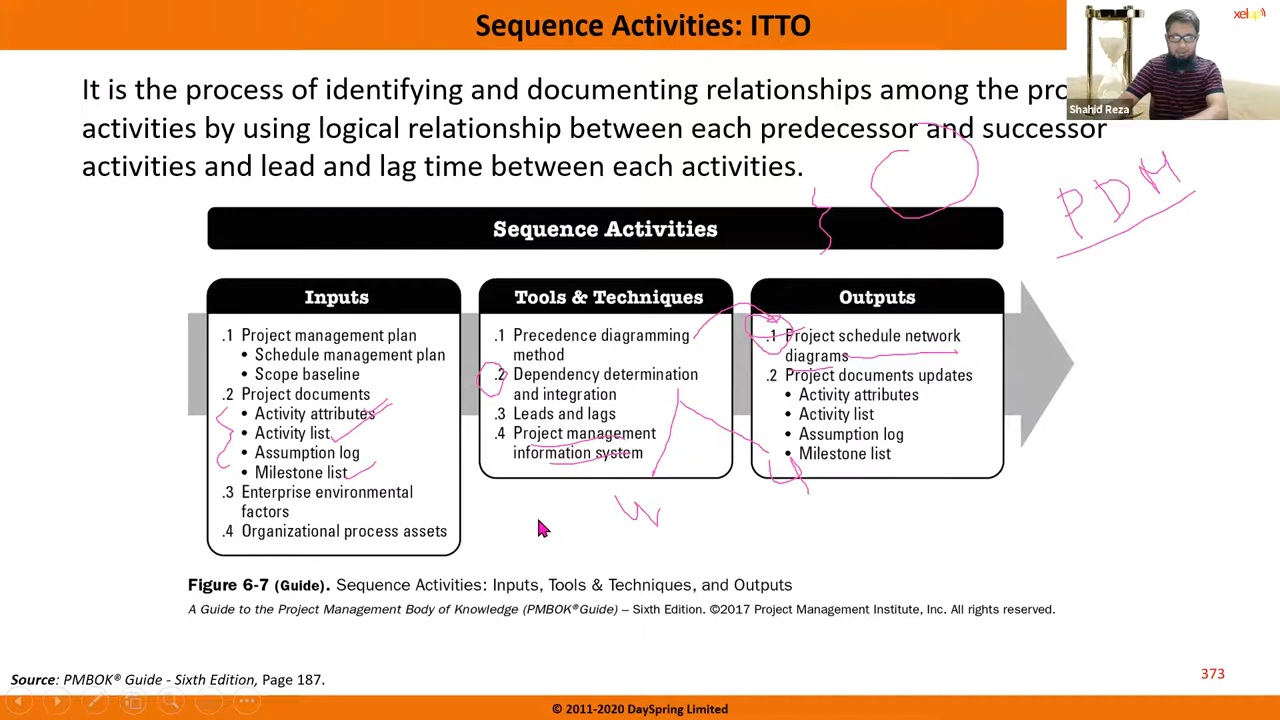 Sequence Activities: ITTO
xelup
Shahid Reza
It is the process of identifying and documenting relationships among the pro
activities by using logical relationship between each predecessor and successor
activities and lead and lag time between each activities.
PDM
Sequence Activities
Inputs
.1 Project management plan
• Schedule management plan
• Scope baseline
.2 Project documents
• Activity attributes
• Activity list
• Assumption log
• Milestone list
.3 Enterprise environmental
factors
.4 Organizational process assets
Tools & Techniques
.1 Precedence diagramming
method
.2 Dependency determination
and integration
.3 Leads and lags
.4 Project management
information system
Outputs
.1 Project schedule network
diagrams
.2 Project documents updates
• Activity attributes
• Activity list
• Assumption log
• Milestone list
Figure 6-7 (Guide). Sequence Activities: Inputs, Tools & Techniques, and Outputs
A Guide to the Project Management Body of Knowledge (PMBOK®Guide) – Sixth Edition. ©2017 Project Management Institute, Inc. All rights reserved.
Source: PMBOK® Guide - Sixth Edition, Page 187.
373
© 2011-2020 DaySpring Limited